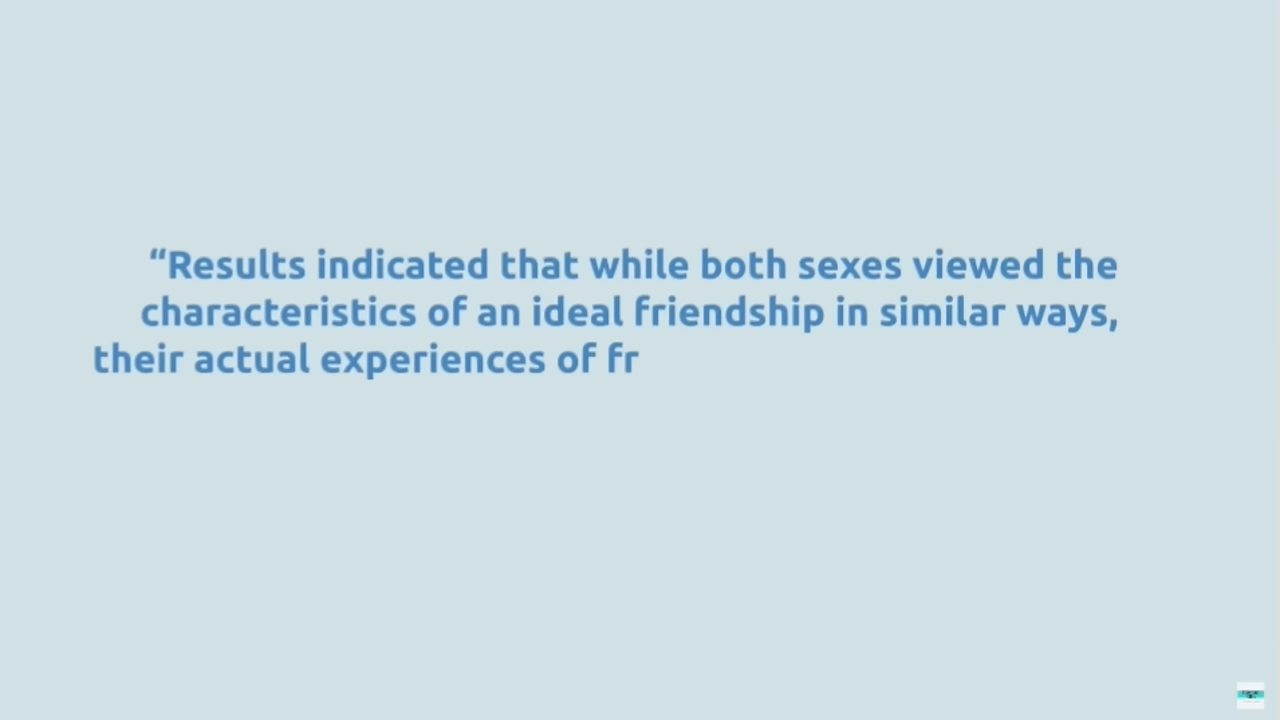 “Results indicated that while both sexes viewed the
characteristics of an ideal friendship in similar ways,
their actual experiences of fr